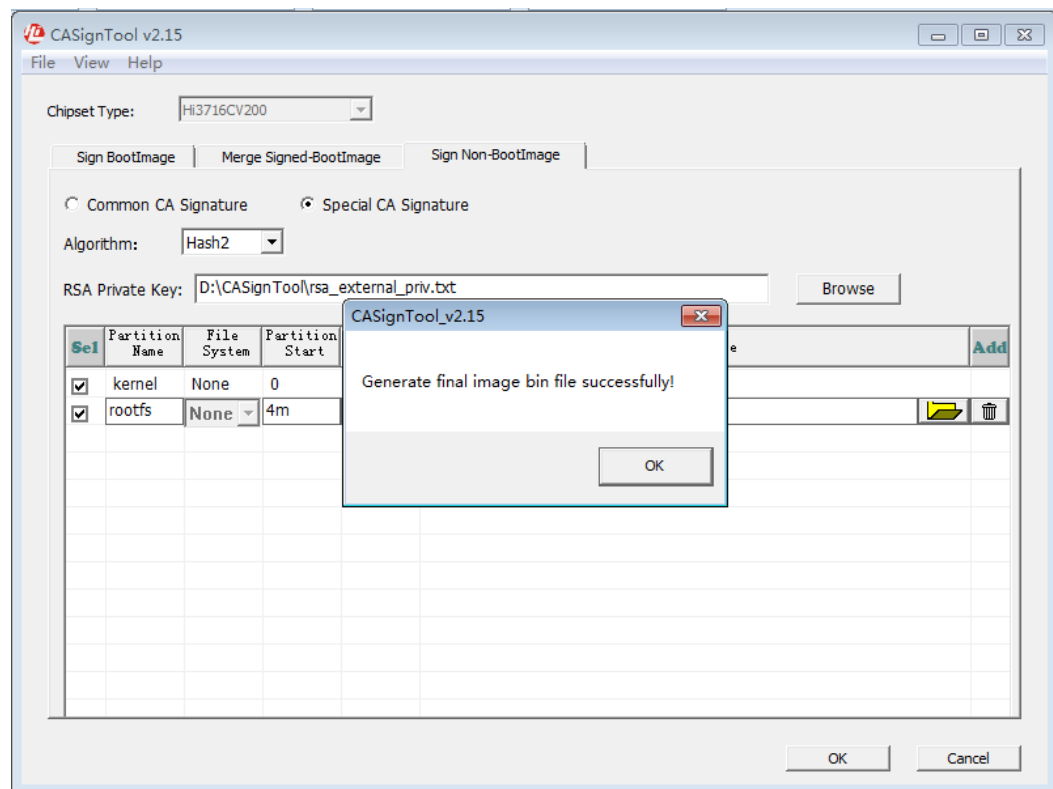 CASignTool v2.15
File View Help
Chipset Type: Hi3716CV200
Sign BootImage Merge Signed-BootImage Sign Non-BootImage
Common CA Signature Special CA Signature
Algorithm: Hash2
RSA Private Key: D:\CASignTool\rsa_external_priv.txt Browse
CASignTool_v2.15
Sel Partition Name File System Partition Start Add
kernel None 0
Generate final image bin file successfully!
rootfs None 4m
OK
OK Cancel